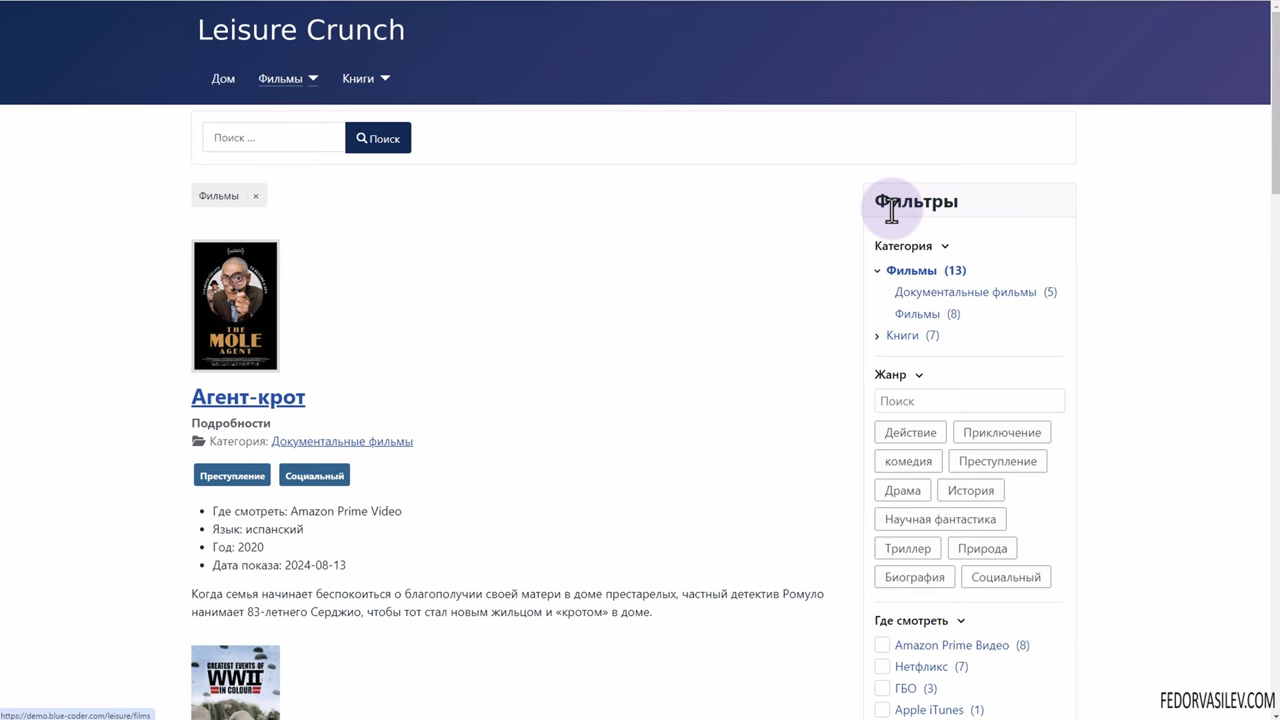 Leisure Crunch
Дом Фильмы Книги
Поиск ... Поиск
Фильмы ×
THE
MOLE
AGENT
Агент-крот
Подробности
Категория: Документальные фильмы
Преступление Социальный
Где смотреть: Amazon Prime Video
Язык: испанский
Год: 2020
Дата показа: 2024-08-13
Когда семья начинает беспокоиться о благополучии своей матери в доме престарелых, частный детектив Ромуло
нанимает 83-летнего Серджио, чтобы тот стал новым жильцом и «кротом» в доме.
GREATEST EVENTS OF
WWII
IN COLOUR
Фильтры
Категория
Фильмы (13)
Документальные фильмы (5)
Фильмы (8)
Книги (7)
Жанр
Поиск
Действие Приключение
комедия Преступление
Драма История
Научная фантастика
Триллер Природа
Биография Социальный
Где смотреть
Amazon Prime Видео (8)
Нетфликс (7)
ГБО (3)
Apple iTunes (1)
https://demo.blue-coder.com/leisure/films
FEDORVASILEV.COM